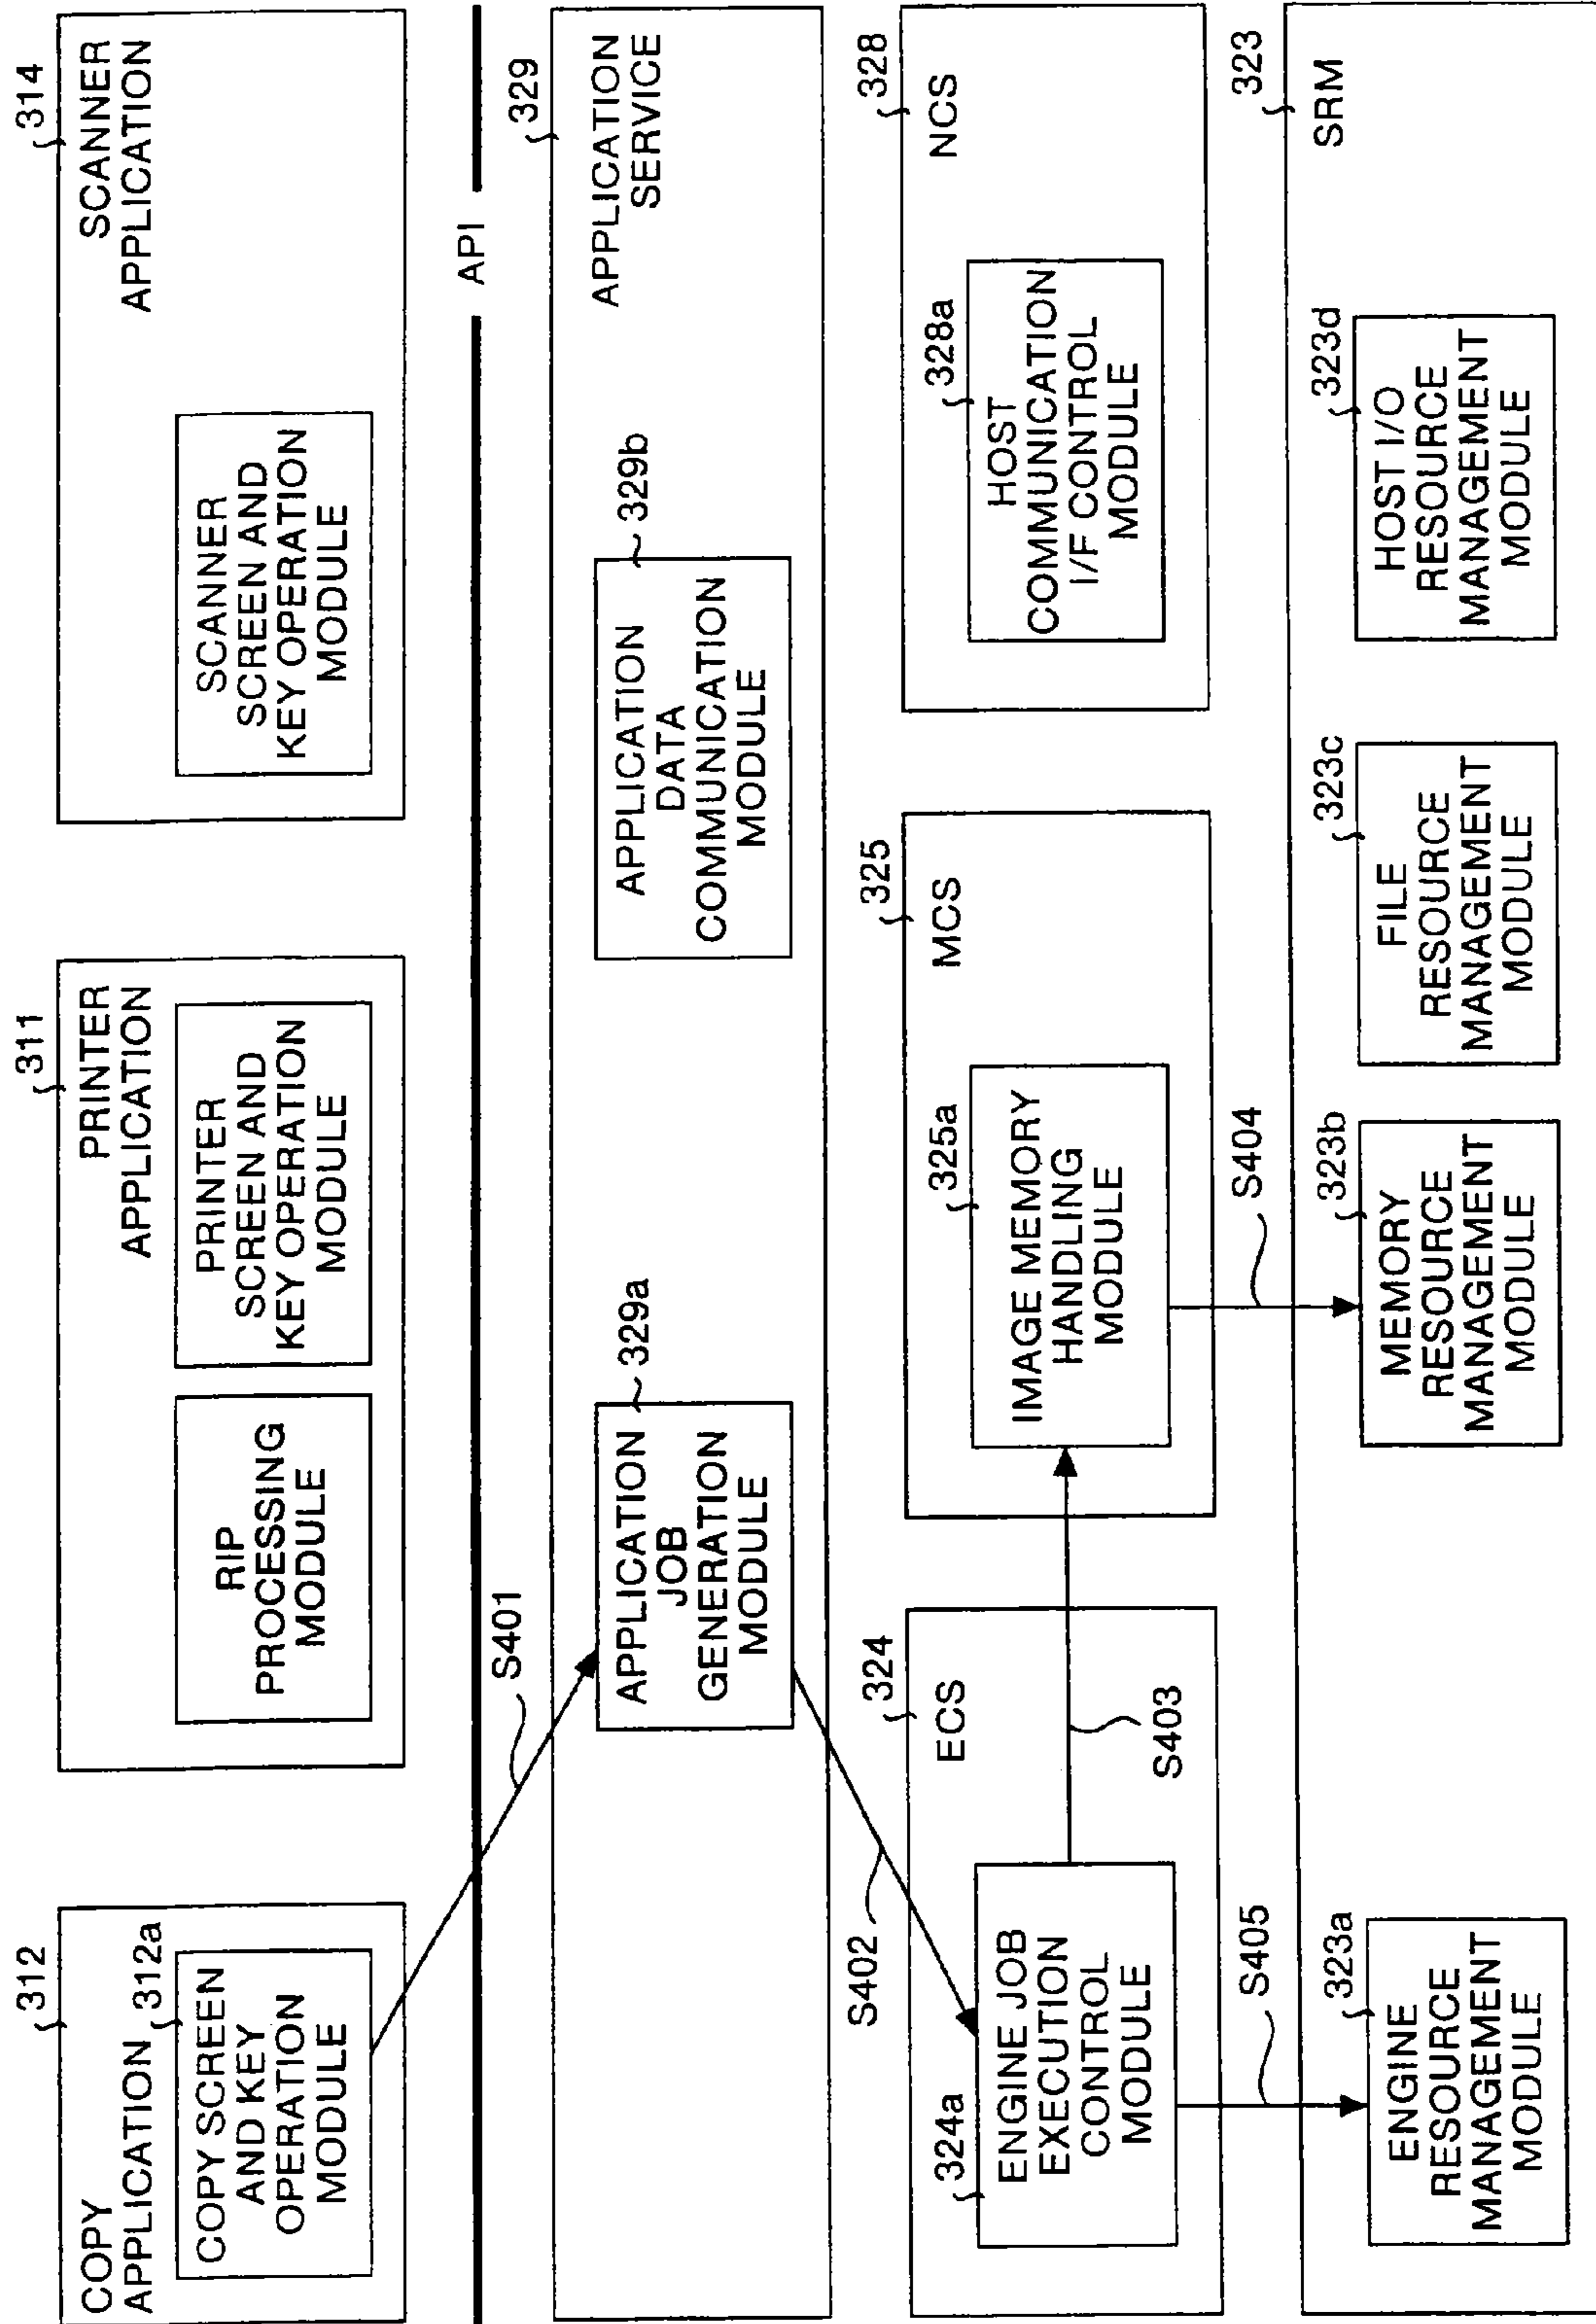 312
COPY
APPLICATION
312a
COPY SCREEN
AND KEY
OPERATION
MODULE
311
PRINTER
APPLICATION
RIP
PROCESSING
MODULE
PRINTER
SCREEN AND
KEY OPERATION
MODULE
314
SCANNER
APPLICATION
SCANNER
SCREEN AND
KEY OPERATION
MODULE
API
S401
329
APPLICATION
SERVICE
APPLICATION
JOB
GENERATION
MODULE
329a
APPLICATION
DATA
COMMUNICATION
MODULE
329b
S402
324
ECS
324a
ENGINE JOB
EXECUTION
CONTROL
MODULE
S403
325
MCS
325a
IMAGE MEMORY
HANDLING
MODULE
328
NCS
328a
HOST
COMMUNICATION
I/F CONTROL
MODULE
S405
S404
323
SRM
323a
ENGINE
RESOURCE
MANAGEMENT
MODULE
323b
MEMORY
RESOURCE
MANAGEMENT
MODULE
323c
FILE
RESOURCE
MANAGEMENT
MODULE
323d
HOST I/O
RESOURCE
MANAGEMENT
MODULE